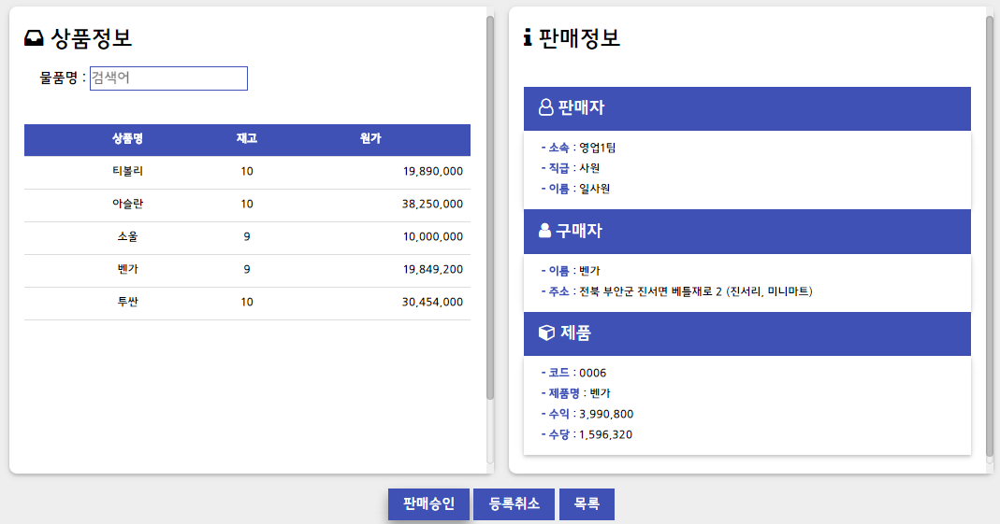 상품정보
물품명 : 검색어
상품명 재고 원가
티볼리 10 19,890,000
아슬란 10 38,250,000
소울 9 10,000,000
벤가 9 19,849,200
투싼 10 30,454,000
판매정보
판매자
- 소속 : 영업1팀
- 직급 : 사원
- 이름 : 일사원
구매자
- 이름 : 벤가
- 주소 : 전북 부안군 진서면 베틀재로 2 (진서리, 미니마트)
제품
- 코드 : 0006
- 제품명 : 벤가
- 수익 : 3,990,800
- 수당 : 1,596,320
판매승인 등록취소 목록